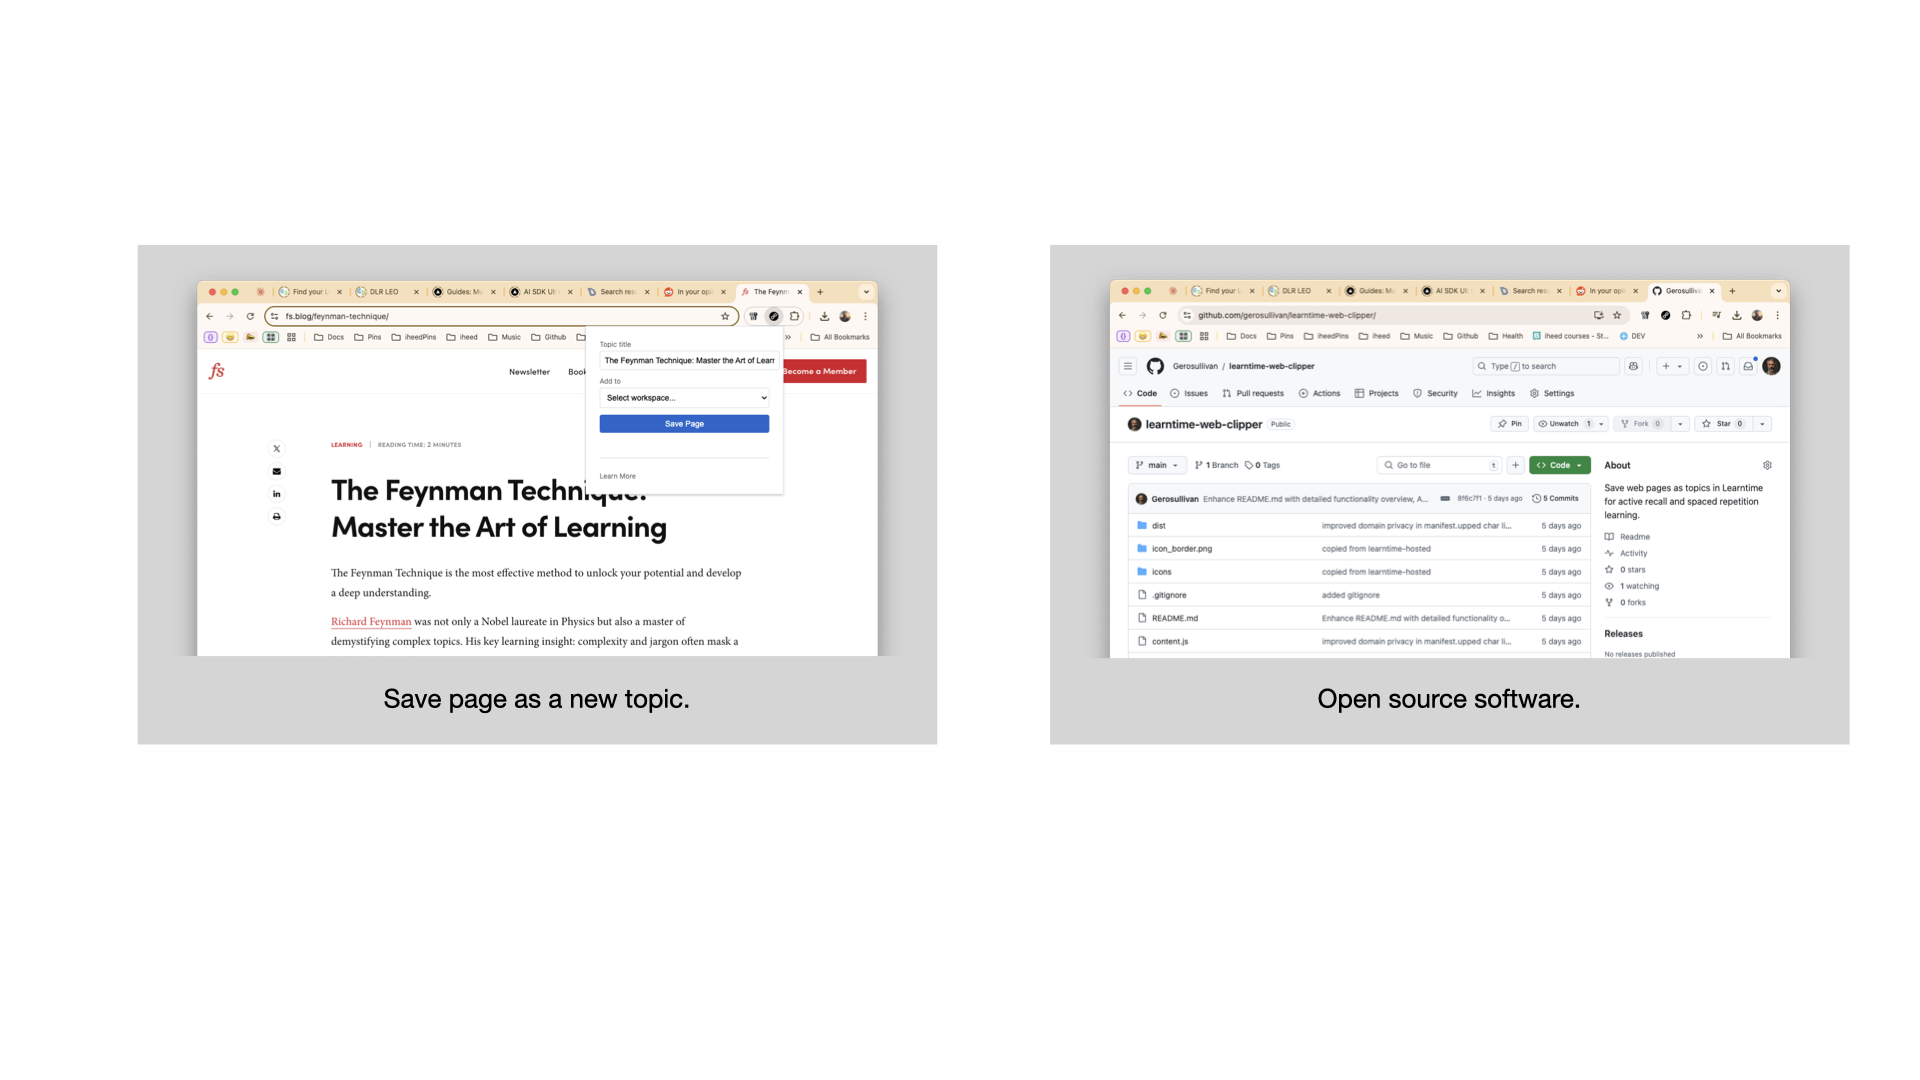 Find your
DLR LEO
Guides:
AI SDK UI:
Search res
In your opi
The Feynm
fs.blog/feynman-technique/
Docs
Pins
iheedPins
iheed
Music
Github
All Bookmarks
fs
Newsletter
Book
Become a Member
Topic title
The Feynman Technique: Master the Art of Learr
Add to
Select workspace...
Save Page
Learn More
LEARNING | READING TIME: 2 MINUTES
The Feynman Technique:
Master the Art of Learning
The Feynman Technique is the most effective method to unlock your potential and develop
a deep understanding.
Richard Feynman was not only a Nobel laureate in Physics but also a master of
demystifying complex topics. His key learning insight: complexity and jargon often mask a
Save page as a new topic.
Find your
DLR LEO
Guides:
AI SDK UI:
Search res
In your opi
Gerosulliva
github.com/gerosullivan/learntime-web-clipper/
Docs
Pins
iheedPins
iheed
Music
Github
Health
iheed courses - St...
DEV
All Bookmarks
Gerosullivan / learntime-web-clipper
Type / to search
Code
Issues
Pull requests
Actions
Projects
Security
Insights
Settings
learntime-web-clipper Public
Pin
Unwatch 1
Fork 0
Star 0
main
1 Branch
0 Tags
Go to file t
Code
Gerosullivan Enhance README.md with detailed functionality overview, A... 8f6c7f1 · 5 days ago 5 Commits
dist improved domain privacy in manifest.upped char li... 5 days ago
icon_border.png copied from learntime-hosted 5 days ago
icons copied from learntime-hosted 5 days ago
.gitignore added gitignore 5 days ago
README.md Enhance README.md with detailed functionality o... 5 days ago
content.js improved domain privacy in manifest.upped char li... 5 days ago
About
Save web pages as topics in Learntime
for active recall and spaced repetition
learning.
Readme
Activity
0 stars
1 watching
0 forks
Releases
No releases published
Open source software.